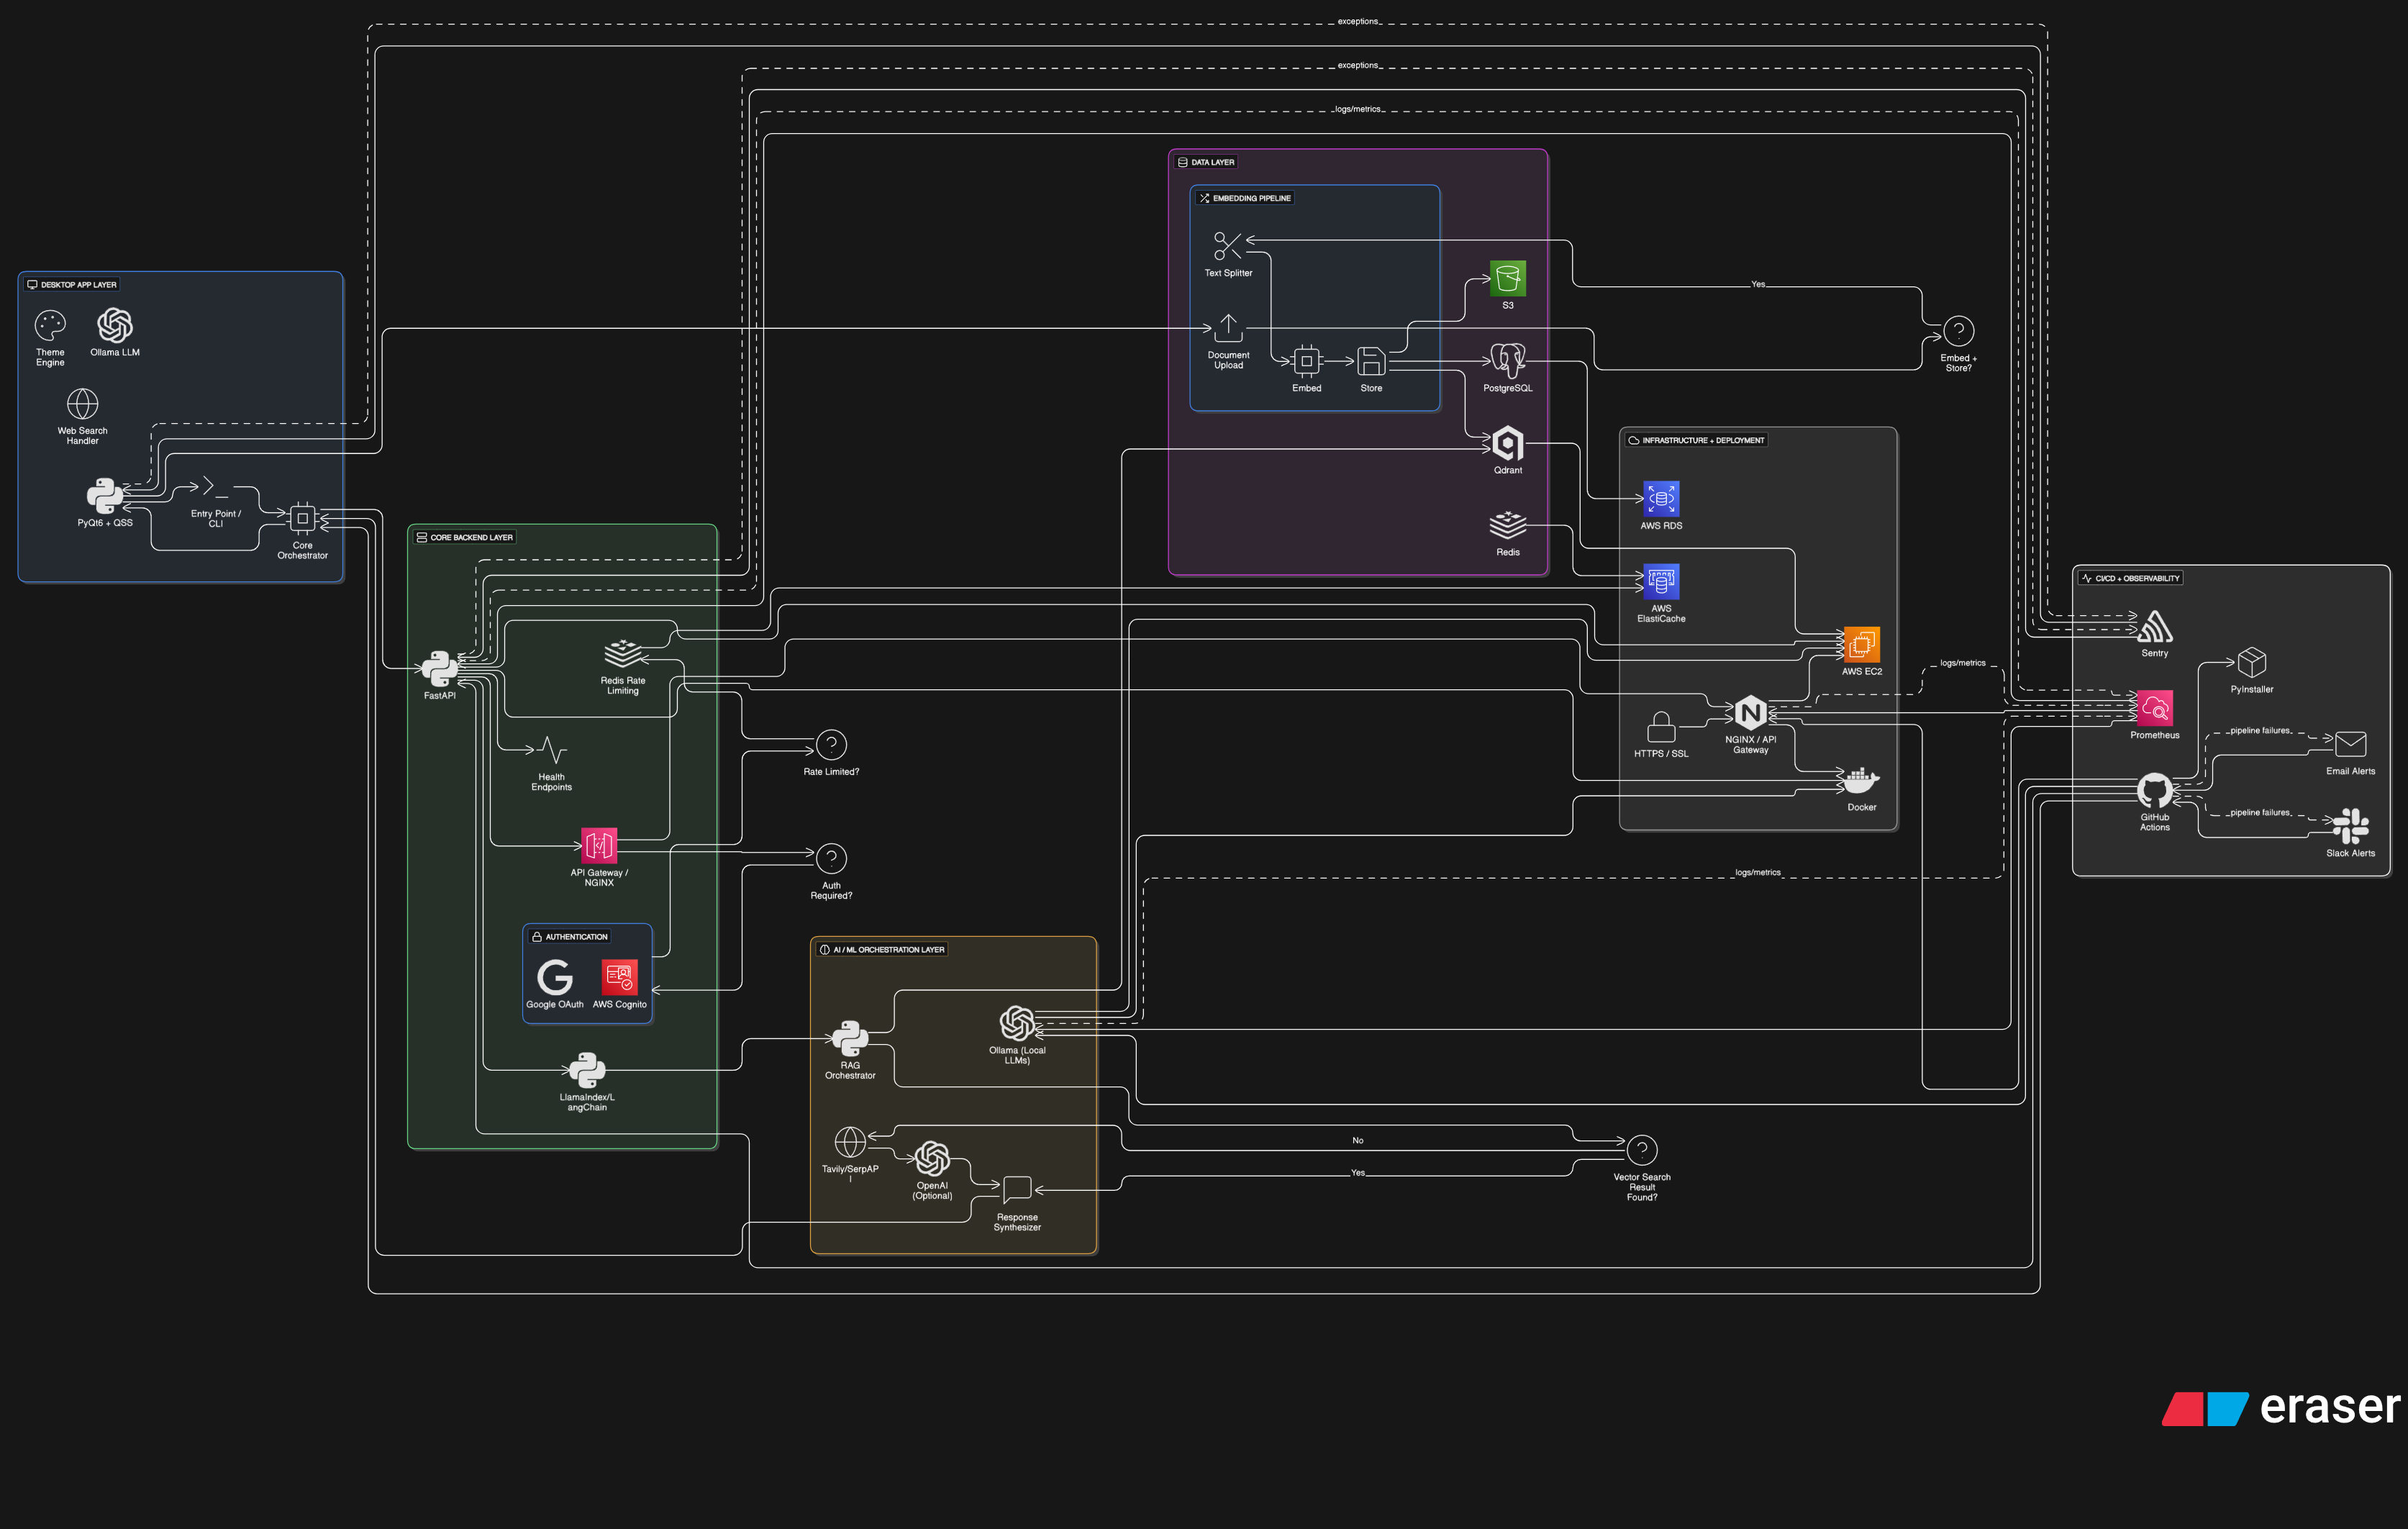 exceptions
exceptions
logs/metrics
DATA LAYER
EMBEDDING PIPELINE
Text Splitter
S3
Yes
Document
Upload
Embed
Store
PostgreSQL
Embed +
Store?
Qdrant
Redis
DESKTOP APP LAYER
Theme
Engine
Ollama LLM
Web Search
Handler
PyQt6 + QSS
Entry Point /
CLI
Core
Orchestrator
CORE BACKEND LAYER
FastAPI
Redis Rate
Limiting
Health
Endpoints
API Gateway /
NGINX
AUTHENTICATION
Google OAuth
AWS Cognito
LlamaIndex/L
angChain
Rate Limited?
Auth
Required?
INFRASTRUCTURE + DEPLOYMENT
AWS RDS
AWS
ElastiCache
AWS EC2
HTTPS / SSL
NGINX / API
Gateway
Docker
logs/metrics
logs/metrics
CI/CD + OBSERVABILITY
Sentry
PyInstaller
Prometheus
pipeline failures
Email Alerts
GitHub
Actions
pipeline failures
Slack Alerts
AI / ML ORCHESTRATION LAYER
RAG
Orchestrator
Ollama (Local
LLMs)
Tavily/SerpAP
I
OpenAI
(Optional)
Response
Synthesizer
No
Yes
Vector Search
Result
Found?
eraser